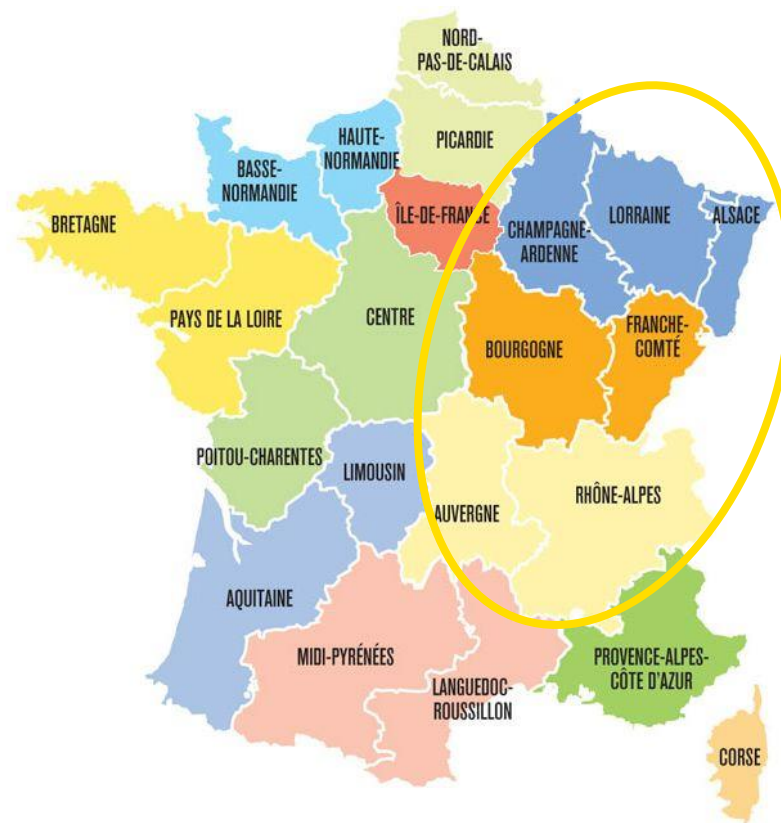 NORD-
PAS-DE-CALAIS
PICARDIE
HAUTE-
NORMANDIE
BASSE-
NORMANDIE
ÎLE-DE-FRANCE
CHAMPAGNE-
ARDENNE
LORRAINE
ALSACE
BRETAGNE
PAYS DE LA LOIRE
CENTRE
BOURGOGNE
FRANCHE-
COMTÉ
POITOU-CHARENTES
LIMOUSIN
AUVERGNE
RHÔNE-ALPES
AQUITAINE
MIDI-PYRÉNÉES
LANGUEDOC-
ROUSSILLON
PROVENCE-ALPES-
CÔTE D'AZUR
CORSE